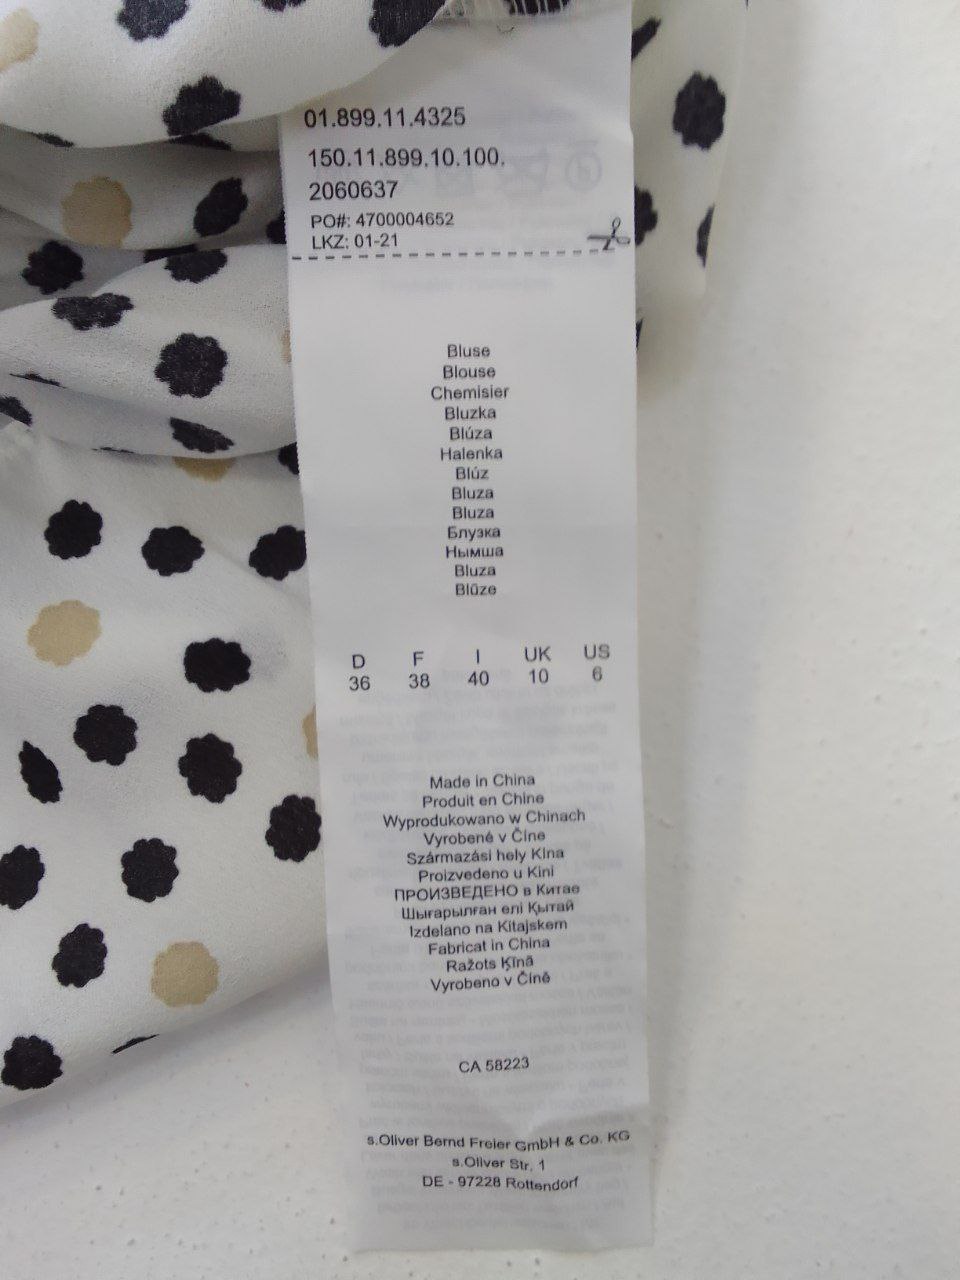 01.899.11.4325
150.11.899.10.100.
2060637
PO#: 4700004652
LKZ: 01-21
Bluse
Blouse
Chemisier
Bluzka
Blúza
Halenka
Blúz
Bluza
Bluza
Блузка
Нымша
Bluza
Blūze
D F I UK US
36 38 40 10 6
Made in China
Produit en Chine
Wyprodukowano w Chinach
Vyrobené v Číne
Származási hely Kína
Proizvedeno u Kini
ПРОИЗВЕДЕНО в Китае
Шығарылған елі Қытай
Izdelano na Kitajskem
Fabricat in China
Ražots Ķīnā
Vyrobeno v Číně
CA 58223
s.Oliver Bernd Freier GmbH & Co. KG
s.Oliver Str. 1
DE - 97228 Rottendorf